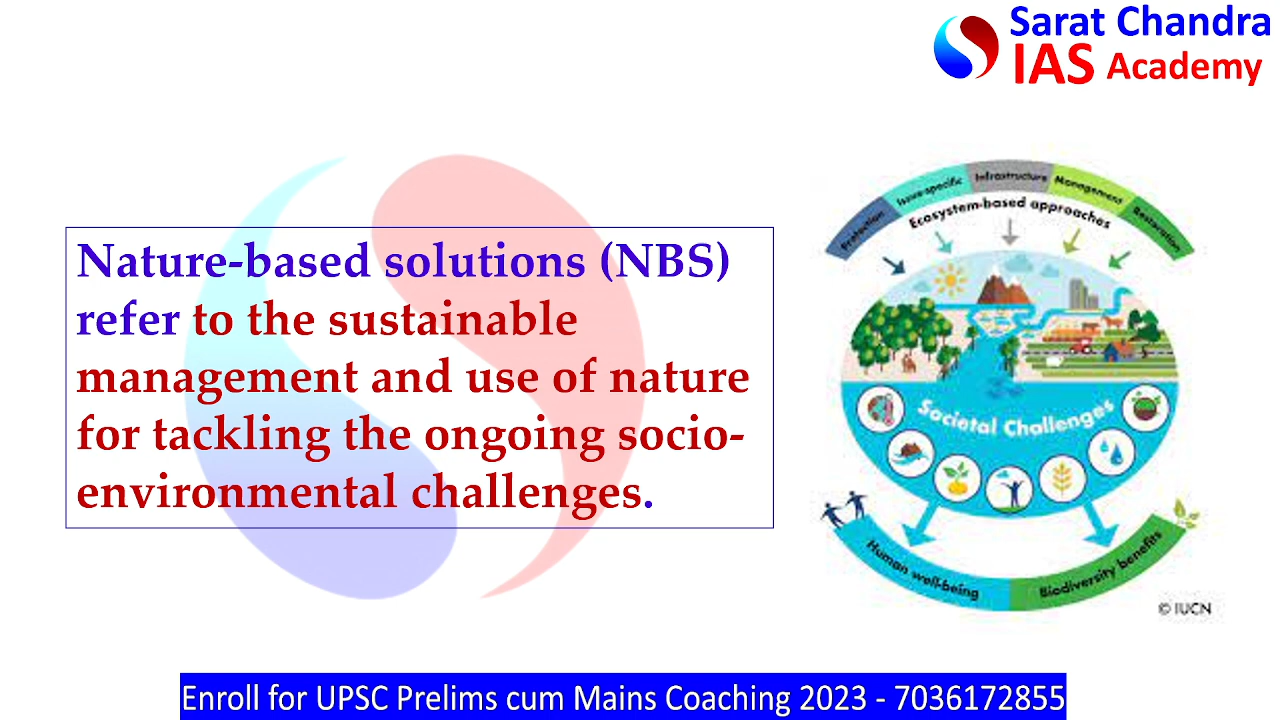 Sarat Chandra
IAS Academy
Nature-based solutions (NBS)
refer to the sustainable
management and use of nature
for tackling the ongoing socio-
environmental challenges.
Protection
Issue-specific
Infrastructure
Management
Restoration
Ecosystem-based approaches
Societal Challenges
Human well-being
Biodiversity benefits
© IUCN
Enroll for UPSC Prelims cum Mains Coaching 2023 - 7036172855